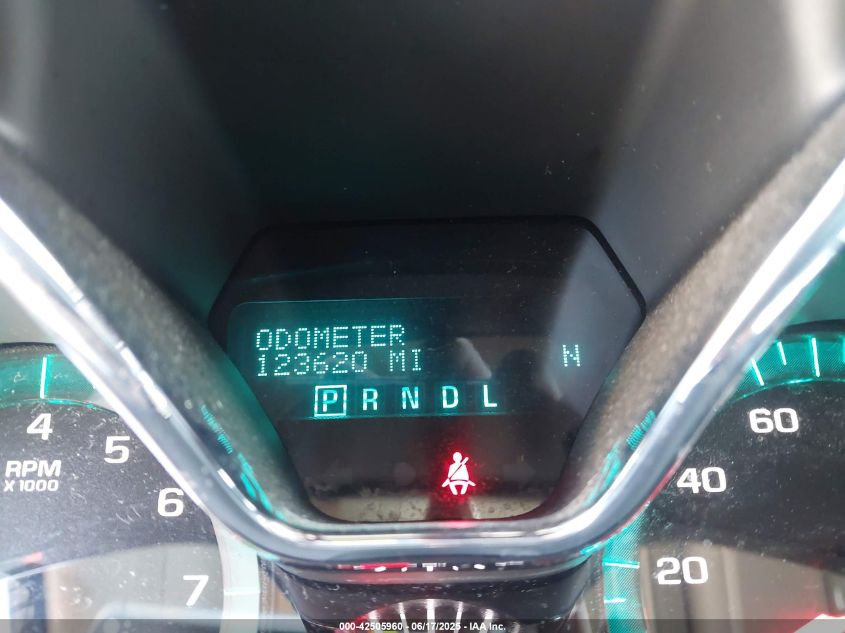 ODOMETER
123620 MI N
P R N D L
4 5 6 7
RPM
X 1000
60
40
20
000-42505960 - 06/17/2025 - IAA Inc.